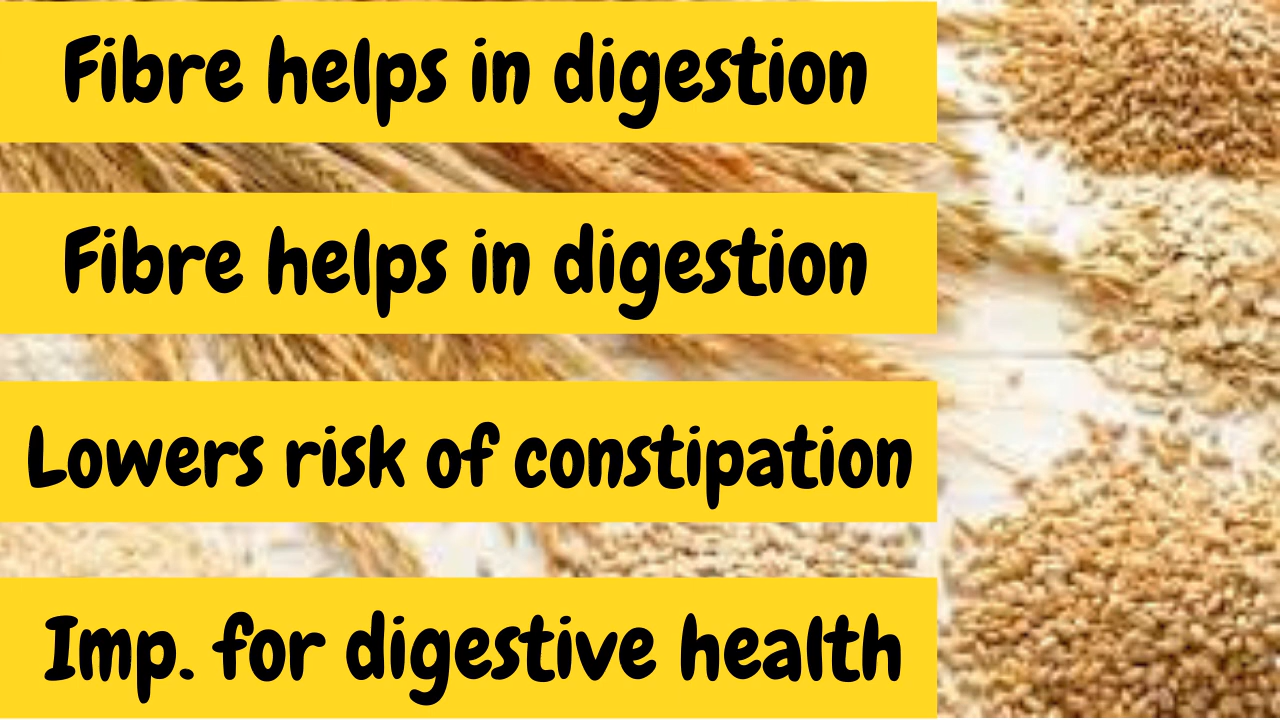 Fibre helps in digestion
Fibre helps in digestion
Lowers risk of constipation
Imp. for digestive health